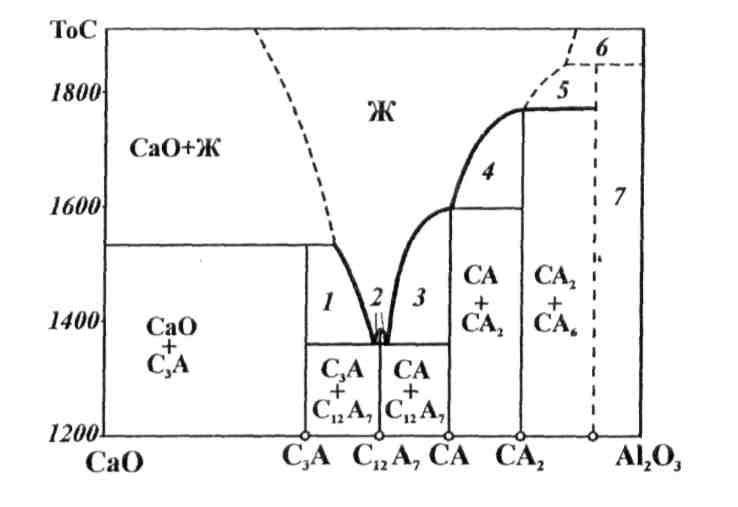 ToC
6
1800
5
Ж
CaO+Ж
4
7
1600
CA
+
CA₂
CA₂
+
CA₆
1
2
3
1400
CaO
+
C₃A
C₃A
+
C₁₂A₇
CA
+
C₁₂A₇
1200
CaO
C₃A
C₁₂A₇
CA
CA₂
Al₂O₃